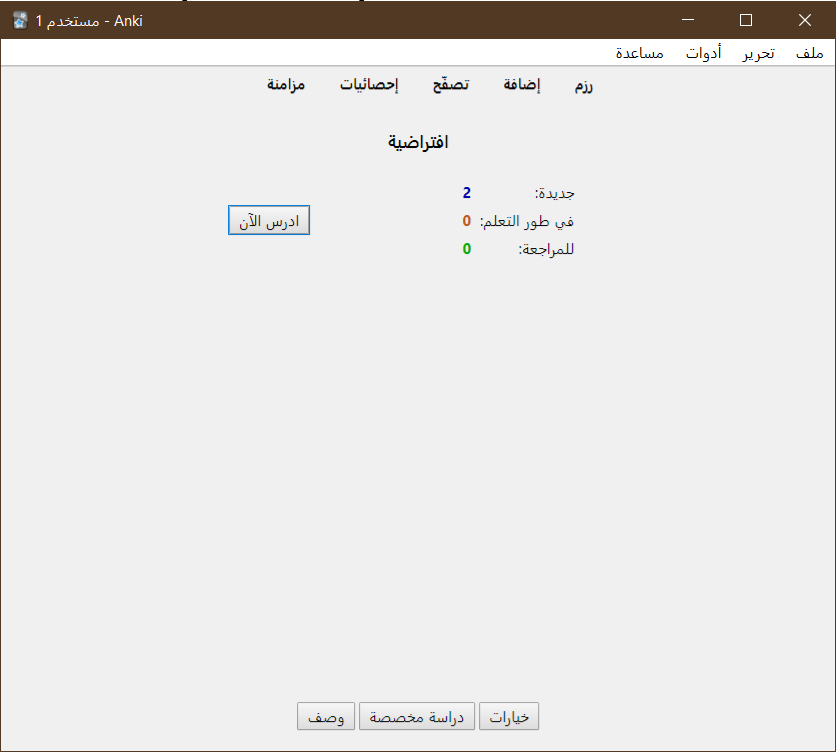 مستخدم 1 - Anki
ملف تحرير أدوات مساعدة
رزم إضافة تصفّح إحصائيات مزامنة
افتراضية
جديدة: 2
في طور التعلم: 0
ادرس الآن
للمراجعة: 0
خيارات دراسة مخصصة وصف